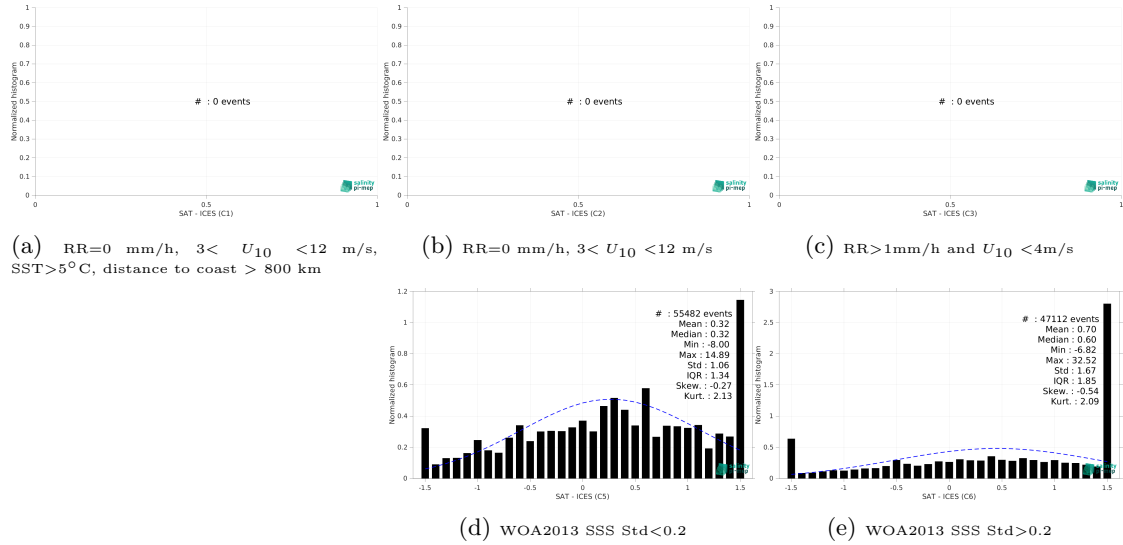 1
0.9
0.8
0.7
0.6
0.5
0.4
0.3
0.2
0.1
0
Normalized histogram
# : 0 events
salinity
pi-mep
0 0.5 1
SAT - ICES (C1)
(a) RR=0 mm/h, 3< U10 <12 m/s,
SST>5°C, distance to coast > 800 km
1
0.9
0.8
0.7
0.6
0.5
0.4
0.3
0.2
0.1
0
Normalized histogram
# : 0 events
salinity
pi-mep
0 0.5 1
SAT - ICES (C2)
(b) RR=0 mm/h, 3< U10 <12 m/s
1
0.9
0.8
0.7
0.6
0.5
0.4
0.3
0.2
0.1
0
Normalized histogram
# : 0 events
salinity
pi-mep
0 0.5 1
SAT - ICES (C3)
(c) RR>1mm/h and U10 <4m/s
1.2
1
0.8
0.6
0.4
0.2
0
Normalized histogram
# : 55482 events
Mean : 0.32
Median : 0.32
Min : -8.00
Max : 14.89
Std : 1.06
IQR : 1.34
Skew. : -0.27
Kurt. : 2.13
salinity
pi-mep
-1.5 -1 -0.5 0 0.5 1 1.5
SAT - ICES (C5)
(d) WOA2013 SSS Std<0.2
3
2.5
2
1.5
1
0.5
0
Normalized histogram
# : 47112 events
Mean : 0.70
Median : 0.60
Min : -6.82
Max : 32.52
Std : 1.67
IQR : 1.85
Skew. : -0.54
Kurt. : 2.09
salinity
pi-mep
-1.5 -1 -0.5 0 0.5 1 1.5
SAT - ICES (C6)
(e) WOA2013 SSS Std>0.2